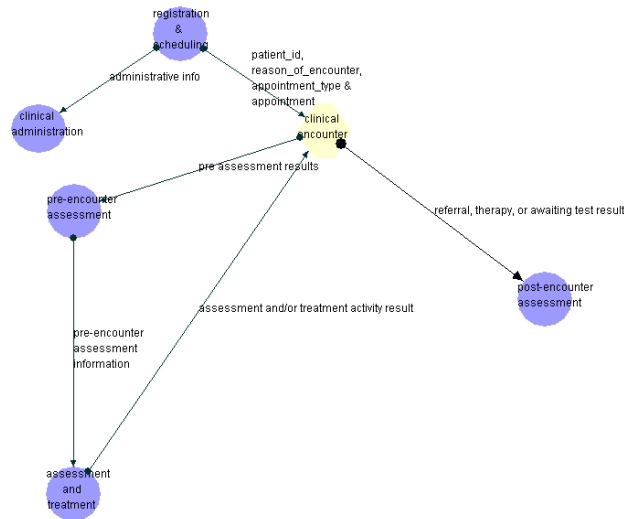 registration
& scheduling
patient_id,
reason_of_encounter,
appointment_type &
appointment
administrative info
clinical
administration
clinical
encounter
pre assessment results
pre-encounter
assessment
referral, therapy, or awaiting test result
post-encounter
assessment
assessment and/or treatment activity result
pre-encounter
assessment
information
assessment
and
treatment